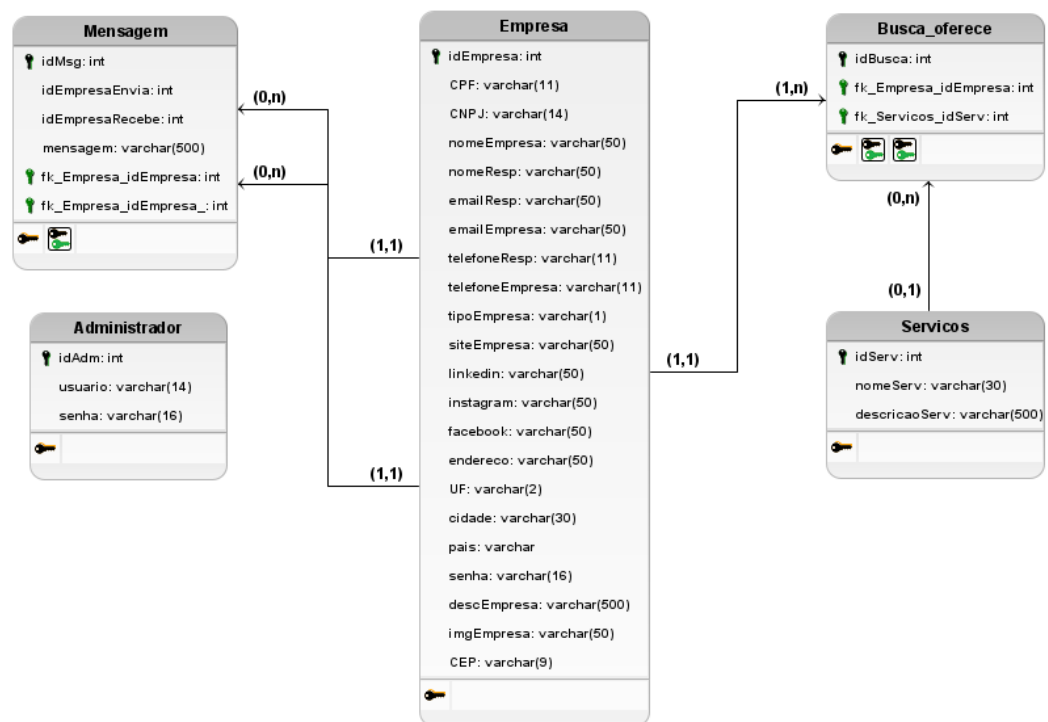 Mensagem
idMsg: int
idEmpresaEnvia: int
idEmpresaRecebe: int
mensagem: varchar(500)
fk_Empresa_idEmpresa: int
fk_Empresa_idEmpresa_: int
(0,n)
(0,n)
(1,1)
(1,1)
Administrador
idAdm: int
usuario: varchar(14)
senha: varchar(16)
Empresa
idEmpresa: int
CPF: varchar(11)
CNPJ: varchar(14)
nomeEmpresa: varchar(50)
nomeResp: varchar(50)
emailResp: varchar(50)
emailEmpresa: varchar(50)
telefoneResp: varchar(11)
telefoneEmpresa: varchar(11)
tipoEmpresa: varchar(1)
siteEmpresa: varchar(50)
linkedin: varchar(50)
instagram: varchar(50)
facebook: varchar(50)
endereco: varchar(50)
UF: varchar(2)
cidade: varchar(30)
pais: varchar
senha: varchar(16)
descEmpresa: varchar(500)
imgEmpresa: varchar(50)
CEP: varchar(9)
(1,1)
(1,n)
Busca_oferece
idBusca: int
fk_Empresa_idEmpresa: int
fk_Servicos_idServ: int
(0,n)
(0,1)
Servicos
idServ: int
nomeServ: varchar(30)
descricaoServ: varchar(500)